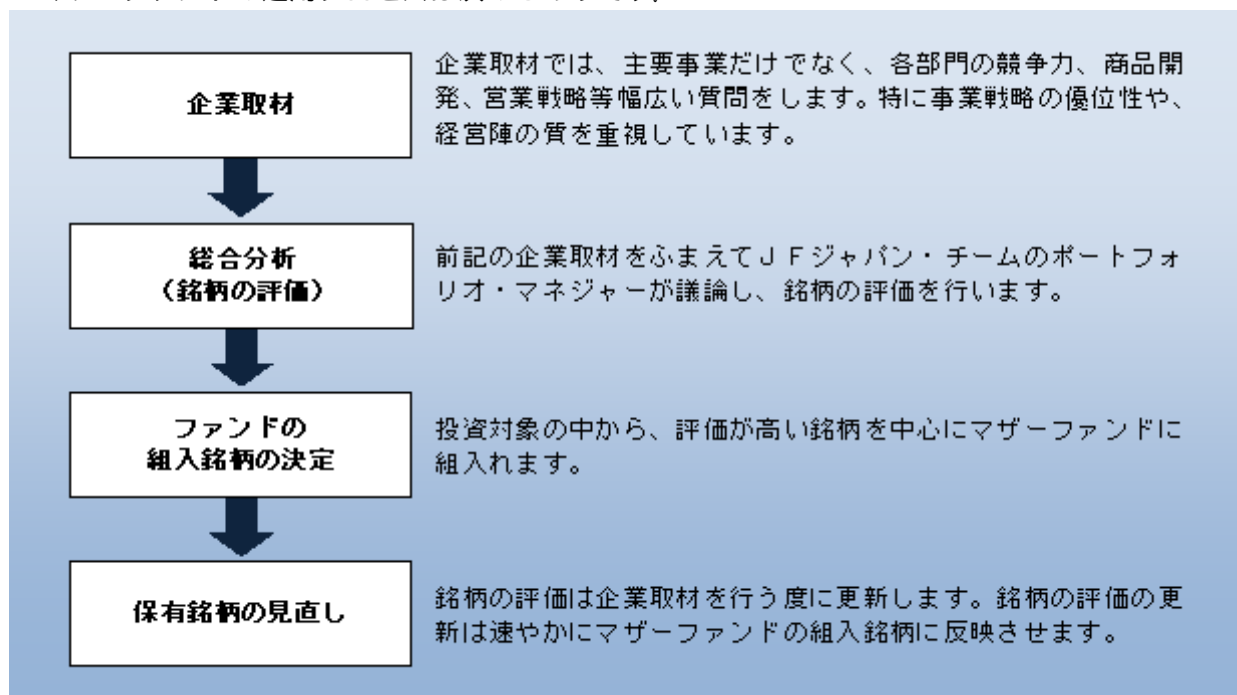 企業取材
企業取材では、主要事業だけでなく、各部門の競争力、商品開
発、営業戦略等幅広い質問をします。特に事業戦略の優位性や、
経営陣の質を重視しています。
総合分析
(銘柄の評価)
前記の企業取材をふまえてJFジャパン・チームのポートフォ
リオ・マネジャーが議論し、銘柄の評価を行います。
ファンドの
組入銘柄の決定
投資対象の中から、評価が高い銘柄を中心にマザーファンドに
組入れます。
保有銘柄の見直し
銘柄の評価は企業取材を行う度に更新します。銘柄の評価の更
新は速やかにマザーファンドの組入銘柄に反映させます。